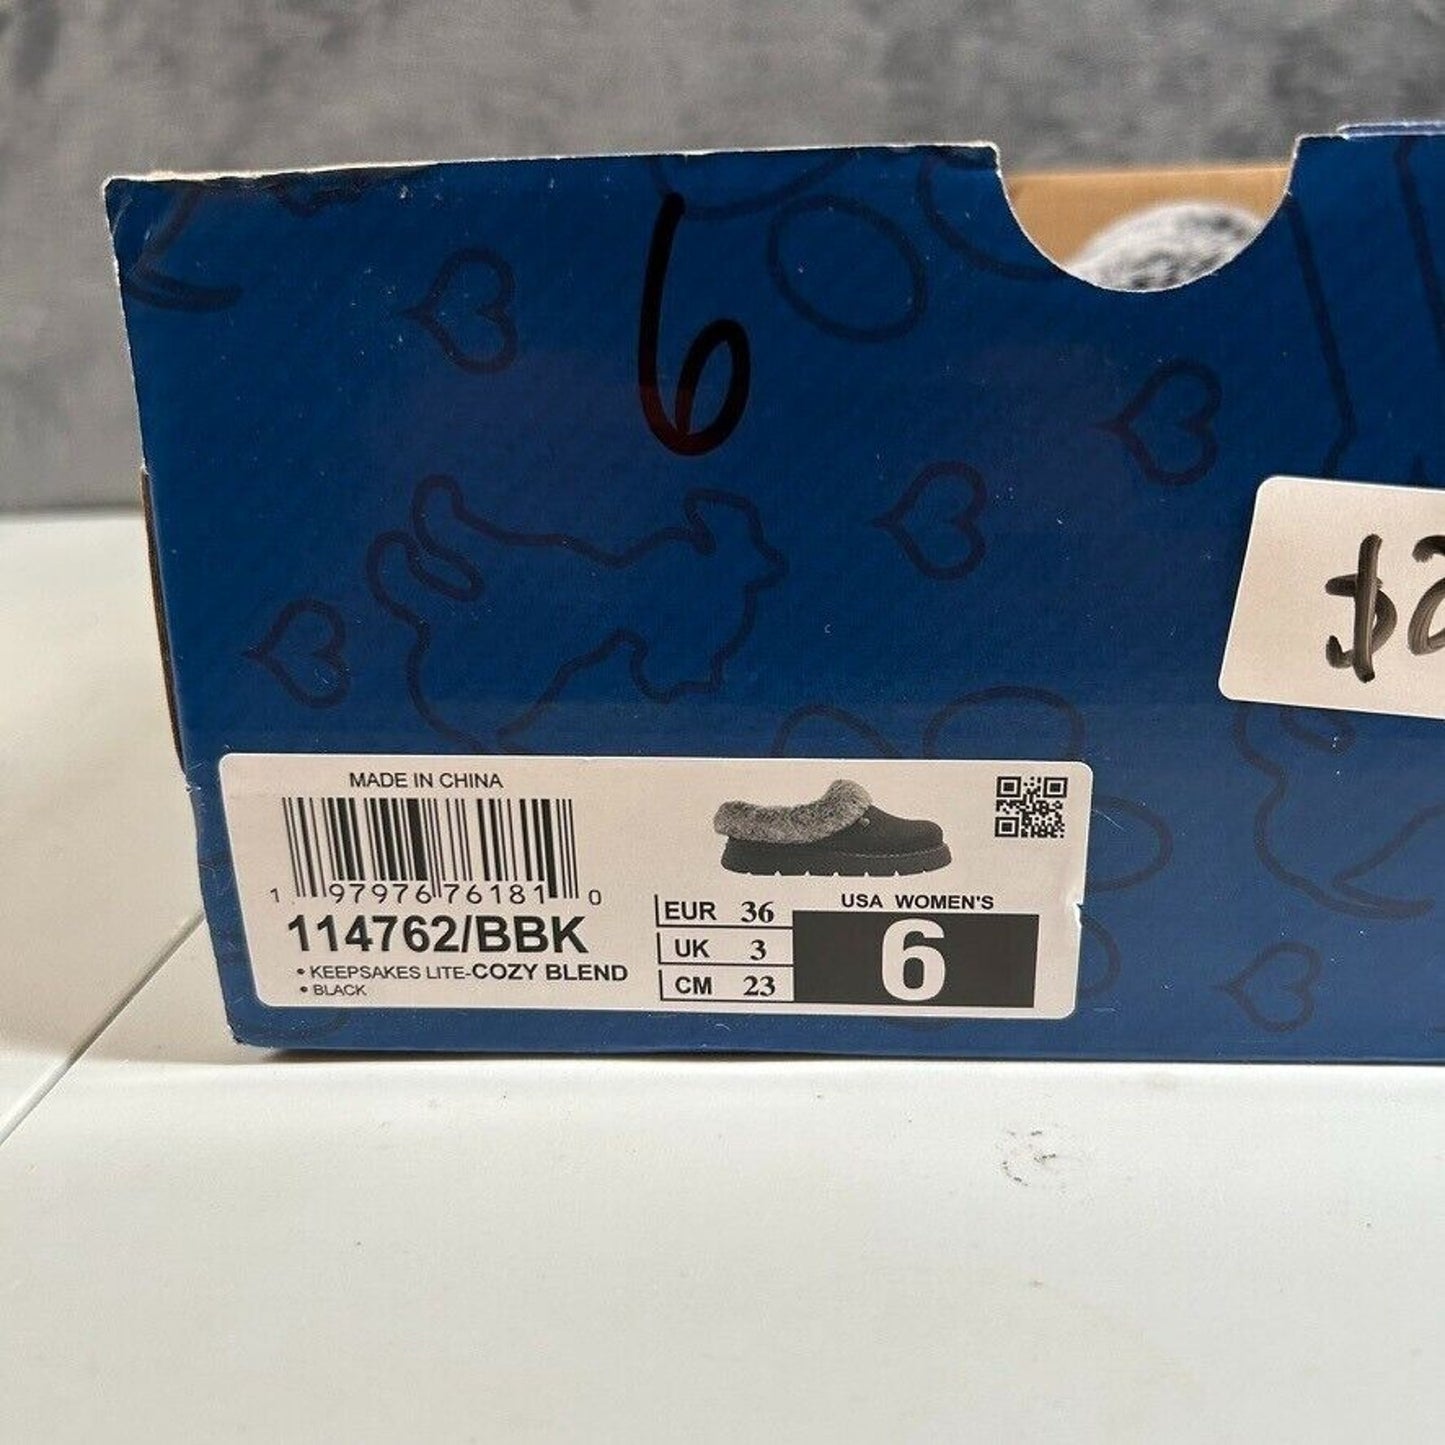 6
$2
MADE IN CHINA
1 97976 76181 0
114762/BBK
• KEEPSAKES LITE-COZY BLEND
• BLACK
EUR 36
UK 3
CM 23
USA WOMEN'S
6